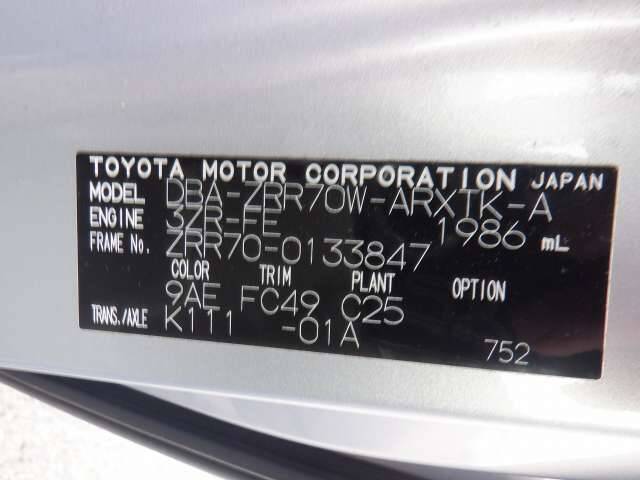 TOYOTA MOTOR CORPORATION JAPAN
MODEL DBA-ZRR70W-ARXTK-A
ENGINE 3ZR-FE 1986 mL
FRAME No. ZRR70-0133847
COLOR TRIM PLANT OPTION
9AE FC49 C25
TRANS./AXLE K111 -01A
752